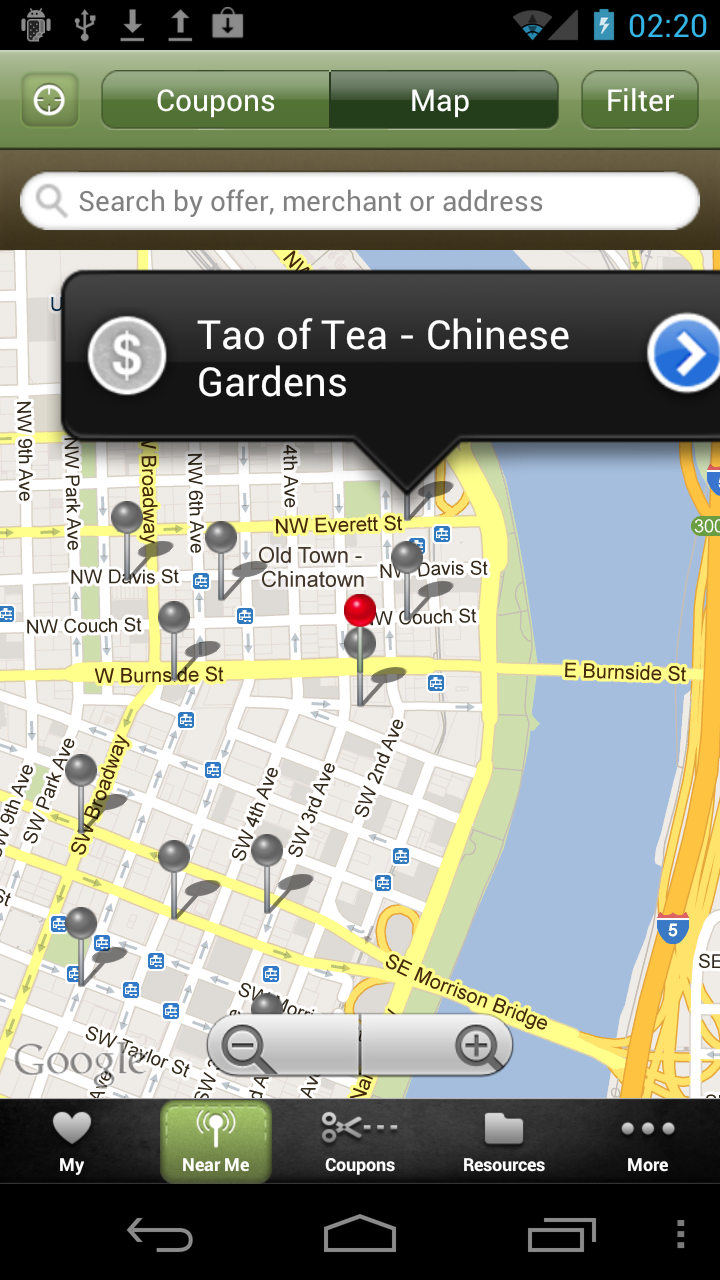 02:20
Coupons
Map
Filter
Search by offer, merchant or address
Tao of Tea - Chinese
Gardens
NW 9th Ave
NW Park Ave
W Broadway
NW 6th Ave
4th Ave
NW Everett St
Old Town -
Chinatown
NW Davis St
NW Davis St
NW Couch St
NW Couch St
W Burnside St
E Burnside St
300
SW Park Ave
SW Broadway
SW 4th Ave
SW 3rd Ave
SW 2nd Ave
5
SE Morrison Bridge
SE
SW Taylor St
Google
My
Near Me
Coupons
Resources
More